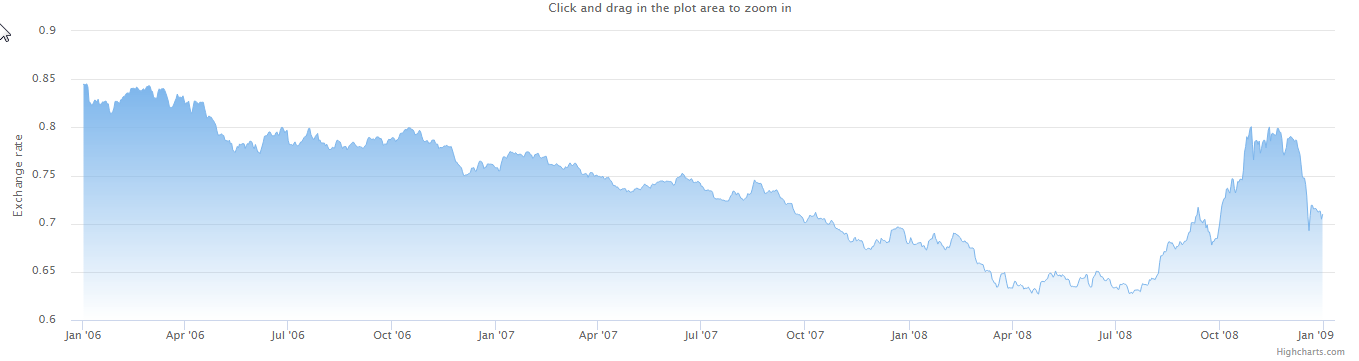 Click and drag in the plot area to zoom in
Exchange rate
0.9
0.85
0.8
0.75
0.7
0.65
0.6
Jan '06 Apr '06 Jul '06 Oct '06 Jan '07 Apr '07 Jul '07 Oct '07 Jan '08 Apr '08 Jul '08 Oct '08 Jan '09
Highcharts.com